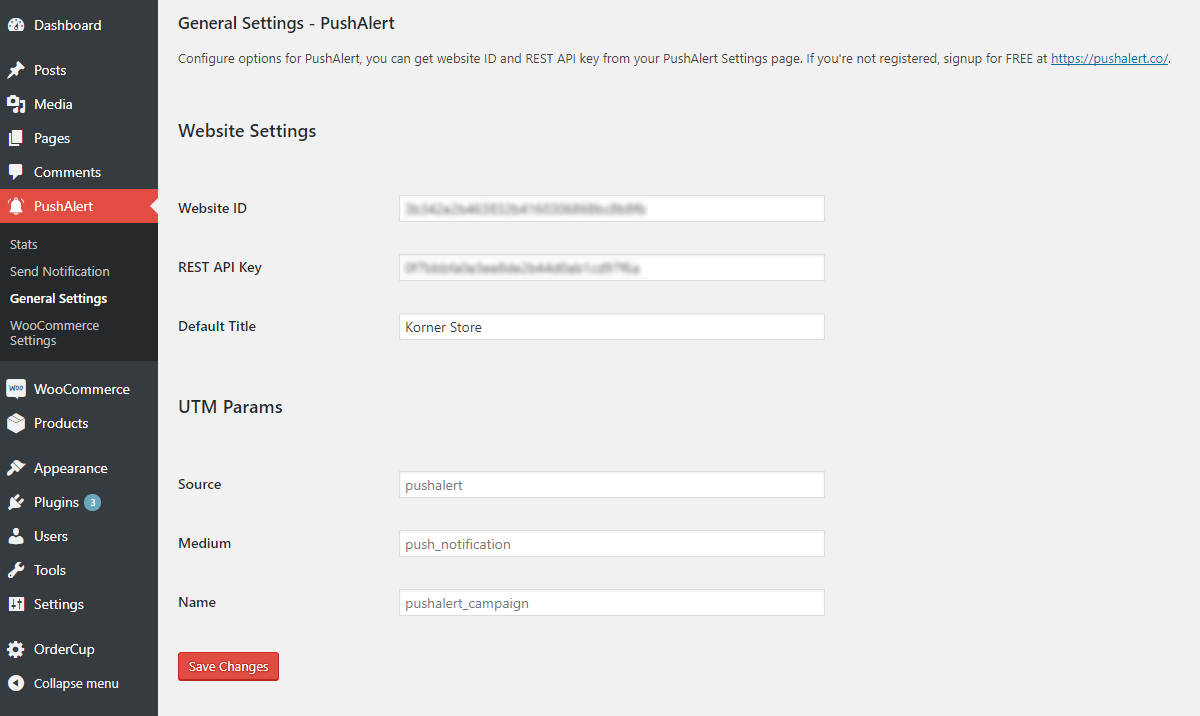 Dashboard
Posts
Media
Pages
Comments
PushAlert
Stats
Send Notification
General Settings
WooCommerce
Settings
Woo
WooCommerce
Products
Appearance
Plugins 3
Users
Tools
Settings
OrderCup
Collapse menu
General Settings - PushAlert
Configure options for PushAlert, you can get website ID and REST API key from your PushAlert Settings page. If you're not registered, signup for FREE at https://pushalert.co/.
Website Settings
Website ID
REST API Key
Default Title Korner Store
UTM Params
Source pushalert
Medium push_notification
Name pushalert_campaign
Save Changes